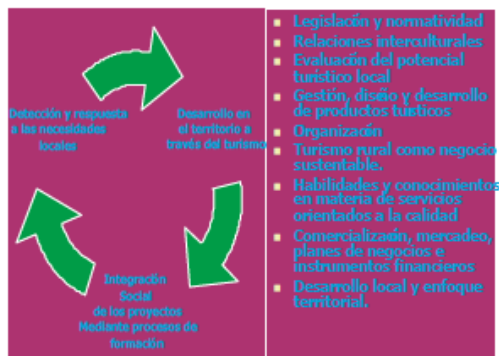 Detección y respuesta
a las necesidades
locales
Desarrollo en
el territorio a
través del turismo
Integración
Social
de los proyectos
Mediante procesos de
formación
Legislación y normatividad
Relaciones interculturales
Evaluación del potencial
turístico local
Gestión, diseño y desarrollo
de productos turísticos
Organización
Turismo rural como negocio
sustentable.
Habilidades y conocimientos
en materia de servicios
orientados a la calidad
Comercialización, mercadeo,
planes de negocios e
instrumentos financieros
Desarrollo local y enfoque
territorial.